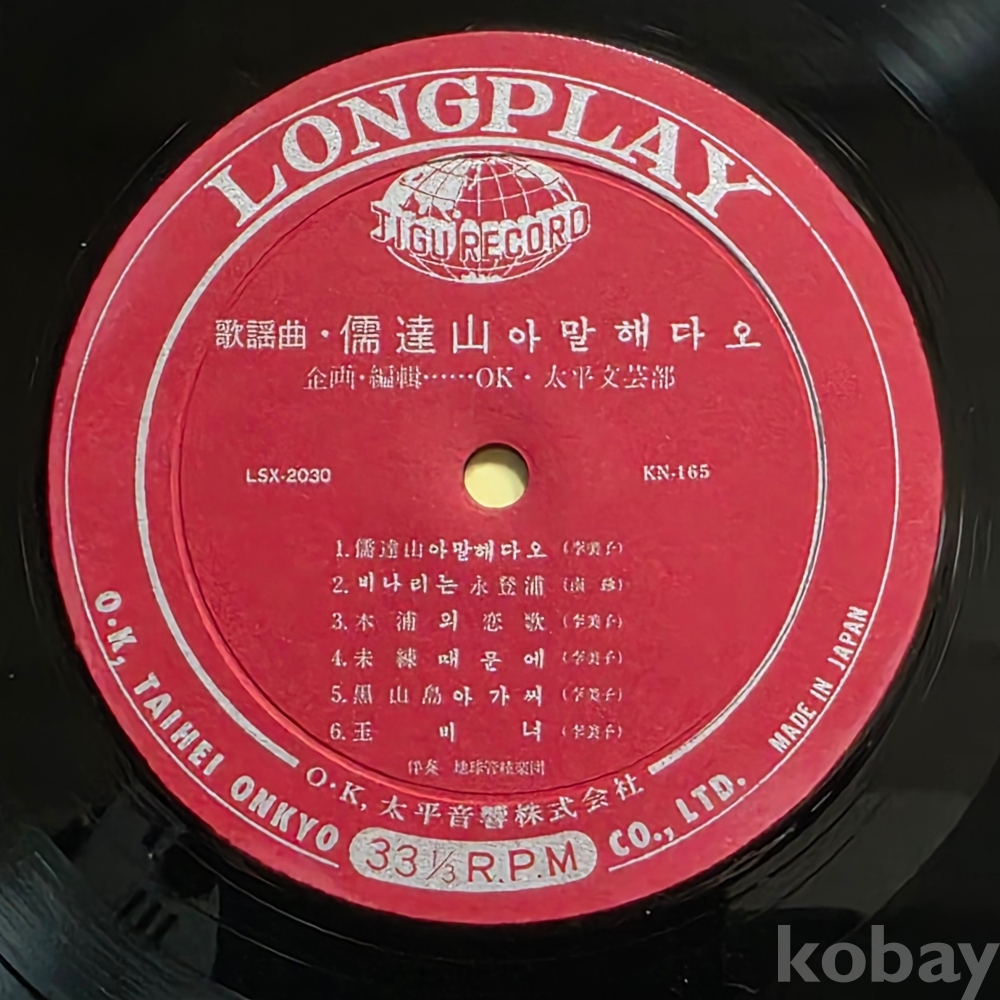 LONGPLAY
JIGU RECORD
歌謡曲・儒達山아 말 해 다 오
企画・編輯……OK・太平文芸部
LSX-2030
KN-165
1.儒達山아말해다오 (李美子)
2.비나리는 永登浦 (南珍)
3.木浦의恋歌 (李美子)
4.未練때문에 (李美子)
5.黒山島아가씨 (李美子)
6.玉비녀 (李美子)
伴奏 地球管絃楽団
O・K, 太平音響株式会社
O・K, TAIHEI ONKYO CO., LTD.
MADE IN JAPAN
33 1/3 R.P.M
kobay